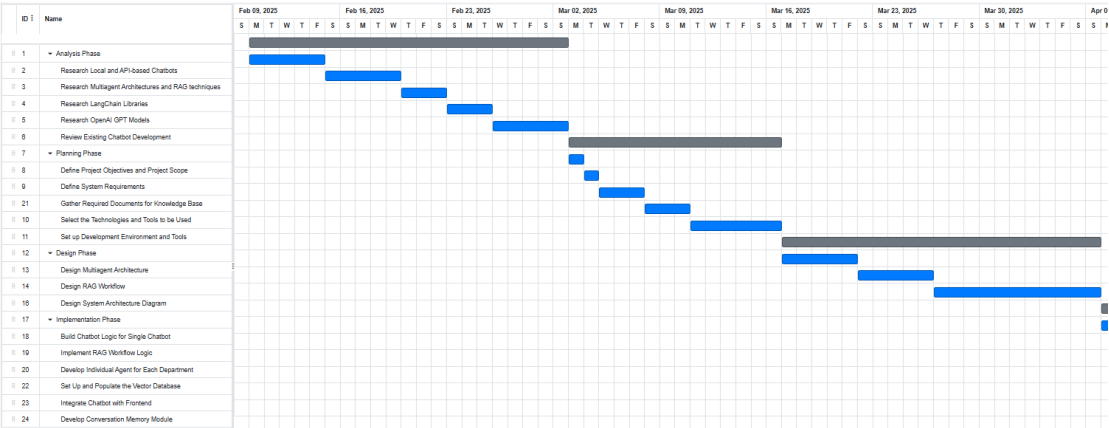 Feb 09, 2025 Feb 16, 2025 Feb 23, 2025 Mar 02, 2025 Mar 09, 2025 Mar 16, 2025 Mar 23, 2025 Mar 30, 2025 Apr 0
ID Name S M T W T F S S M T W T F S S M T W T F S S M T W T F S S M T W T F S S M T W T F S S M T W T F S S M T W T F S S M
1 Analysis Phase
2 Research Local and API-based Chatbots
3 Research Multiagent Architectures and RAG techniques
4 Research LangChain Libraries
5 Research OpenAI GPT Models
6 Review Existing Chatbot Development
7 Planning Phase
8 Define Project Objectives and Project Scope
9 Define System Requirements
21 Gather Required Documents for Knowledge Base
10 Select the Technologies and Tools to be Used
11 Set up Development Environment and Tools
12 Design Phase
13 Design Multiagent Architecture
14 Design RAG Workflow
16 Design System Architecture Diagram
17 Implementation Phase
18 Build Chatbot Logic for Single Chatbot
19 Implement RAG Workflow Logic
20 Develop Individual Agent for Each Department
22 Set Up and Populate the Vector Database
23 Integrate Chatbot with Frontend
24 Develop Conversation Memory Module